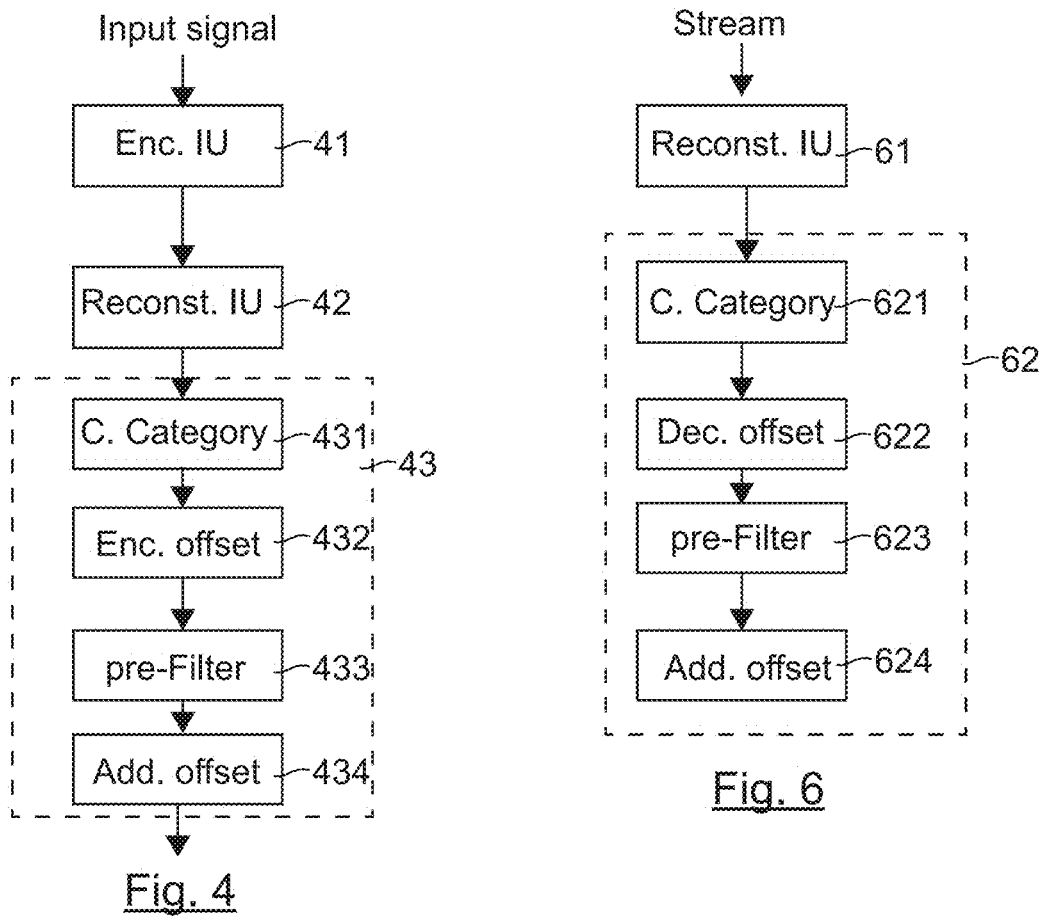 Input signal
Enc. IU
41
Reconst. IU
42
C. Category
431
43
Enc. offset
432
pre-Filter
433
Add. offset
434
Fig. 4
Stream
Reconst. IU
61
C. Category
621
62
Dec. offset
622
pre-Filter
623
Add. offset
624
Fig. 6